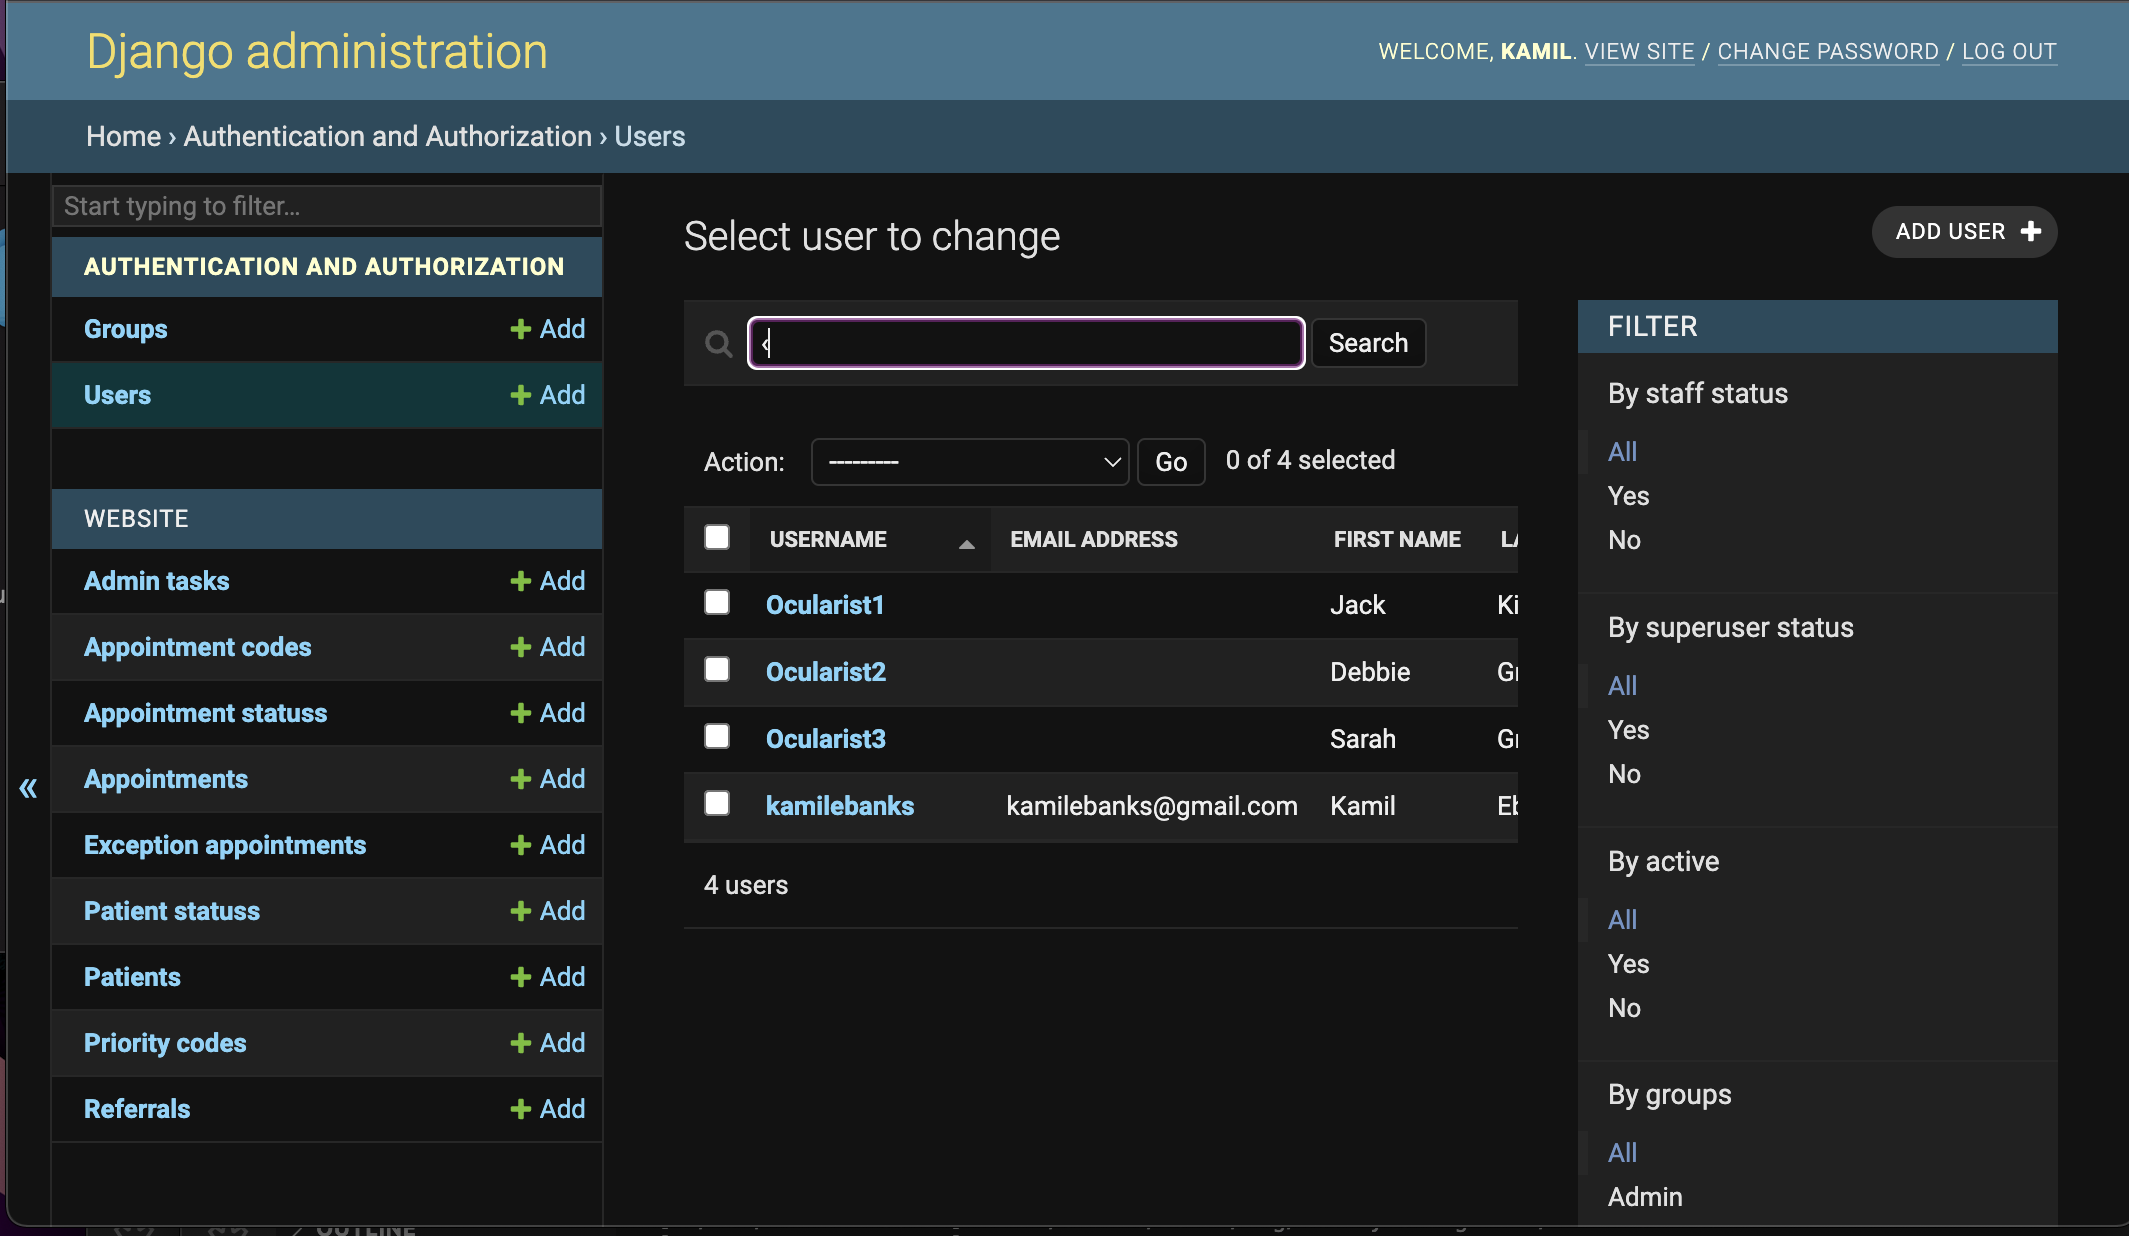 Django administration
WELCOME, KAMIL. VIEW SITE / CHANGE PASSWORD / LOG OUT
Home › Authentication and Authorization › Users
Start typing to filter...
AUTHENTICATION AND AUTHORIZATION
Groups + Add
Users + Add
WEBSITE
Admin tasks + Add
Appointment codes + Add
Appointment statuss + Add
Appointments + Add
Exception appointments + Add
Patient statuss + Add
Patients + Add
Priority codes + Add
Referrals + Add
«
Select user to change
ADD USER +
‹
Search
Action: --------- Go 0 of 4 selected
USERNAME EMAIL ADDRESS FIRST NAME
Ocularist1 Jack Ki
Ocularist2 Debbie
Ocularist3 Sarah
kamilebanks kamilebanks@gmail.com Kamil
4 users
FILTER
By staff status
All
Yes
No
By superuser status
All
Yes
No
By active
All
Yes
No
By groups
All
Admin
OUTLINE